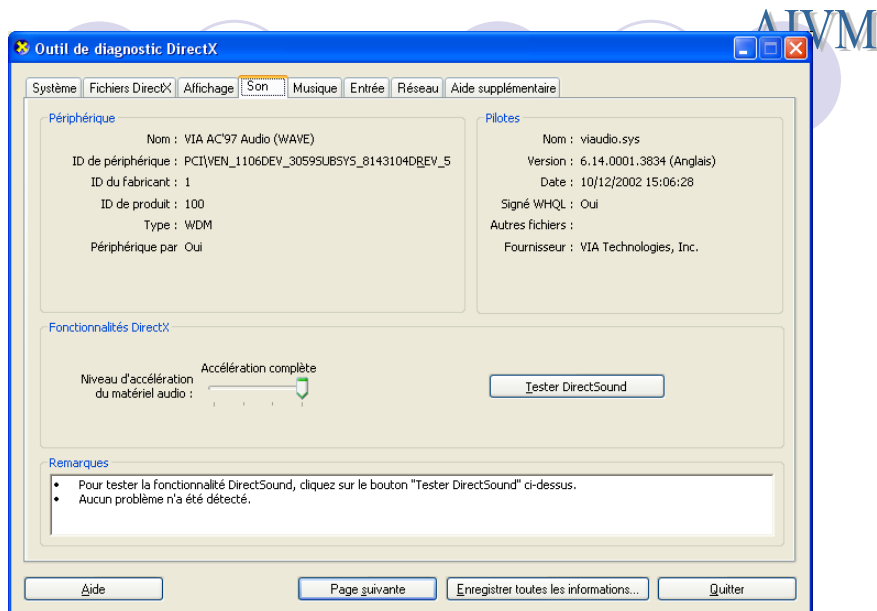 AIVM
Outil de diagnostic DirectX
Système Fichiers DirectX Affichage Son Musique Entrée Réseau Aide supplémentaire
Périphérique
Nom : VIA AC'97 Audio (WAVE)
ID de périphérique : PCI\VEN_1106DEV_3059SUBSYS_8143104DREV_5
ID du fabricant : 1
ID de produit : 100
Type : WDM
Périphérique par Oui
Pilotes
Nom : viaudio.sys
Version : 6.14.0001.3834 (Anglais)
Date : 10/12/2002 15:06:28
Signé WHQL : Oui
Autres fichiers :
Fournisseur : VIA Technologies, Inc.
Fonctionnalités DirectX
Accélération complète
Niveau d'accélération
du matériel audio :
Tester DirectSound
Remarques
• Pour tester la fonctionnalité DirectSound, cliquez sur le bouton "Tester DirectSound" ci-dessus.
• Aucun problème n'a été détecté.
Aide Page suivante Enregistrer toutes les informations... Quitter